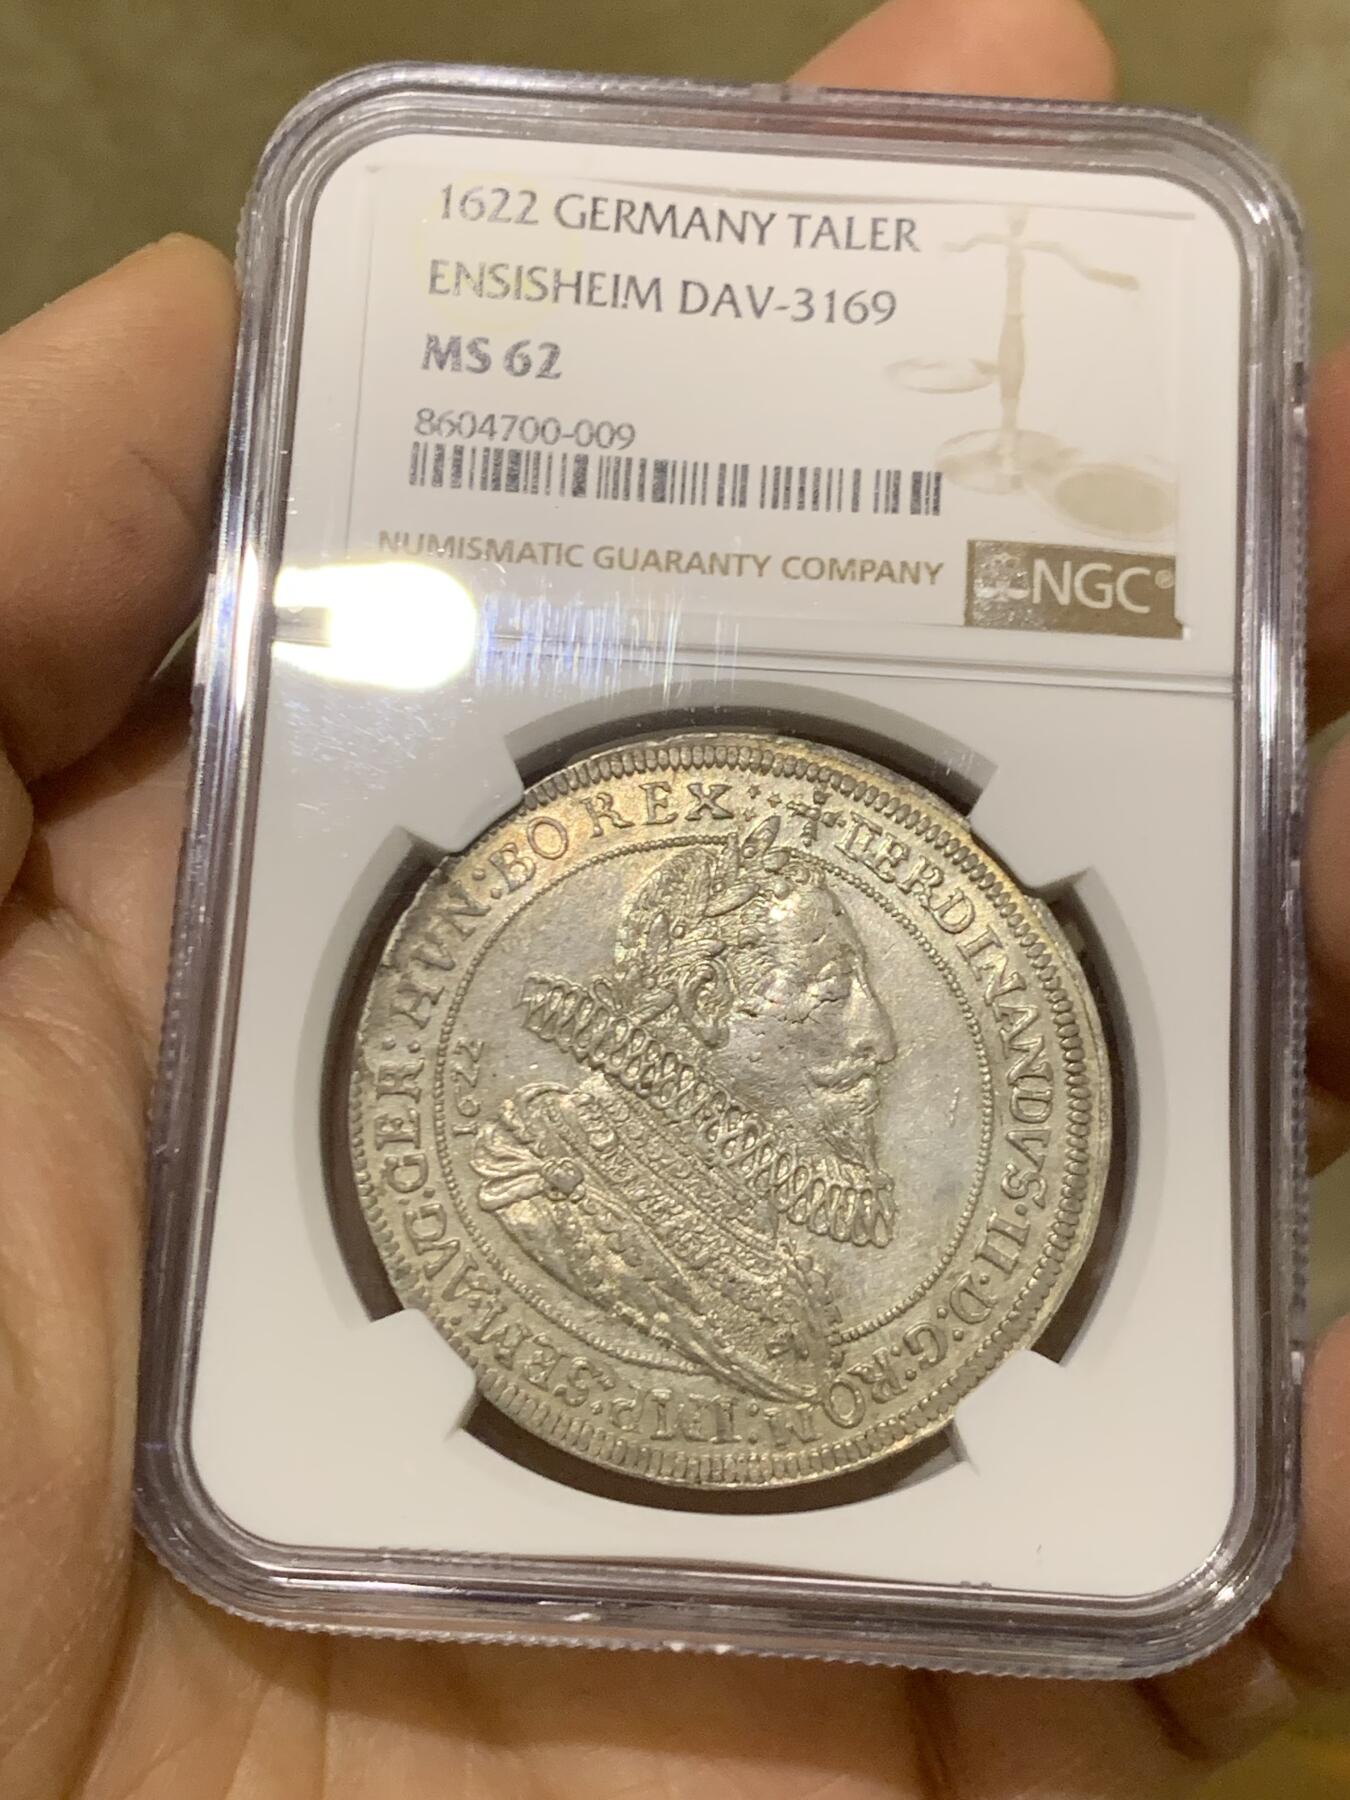 1622 GERMANY TALER
ENSISHEIM DAV-3169
MS 62
8604700-009
NUMISMATIC GUARANTY COMPANY
NGC®
FERDINANDVS·II·D:G:ROM:IMP:SEM:AVG:GER:HVN:BO REX
1622